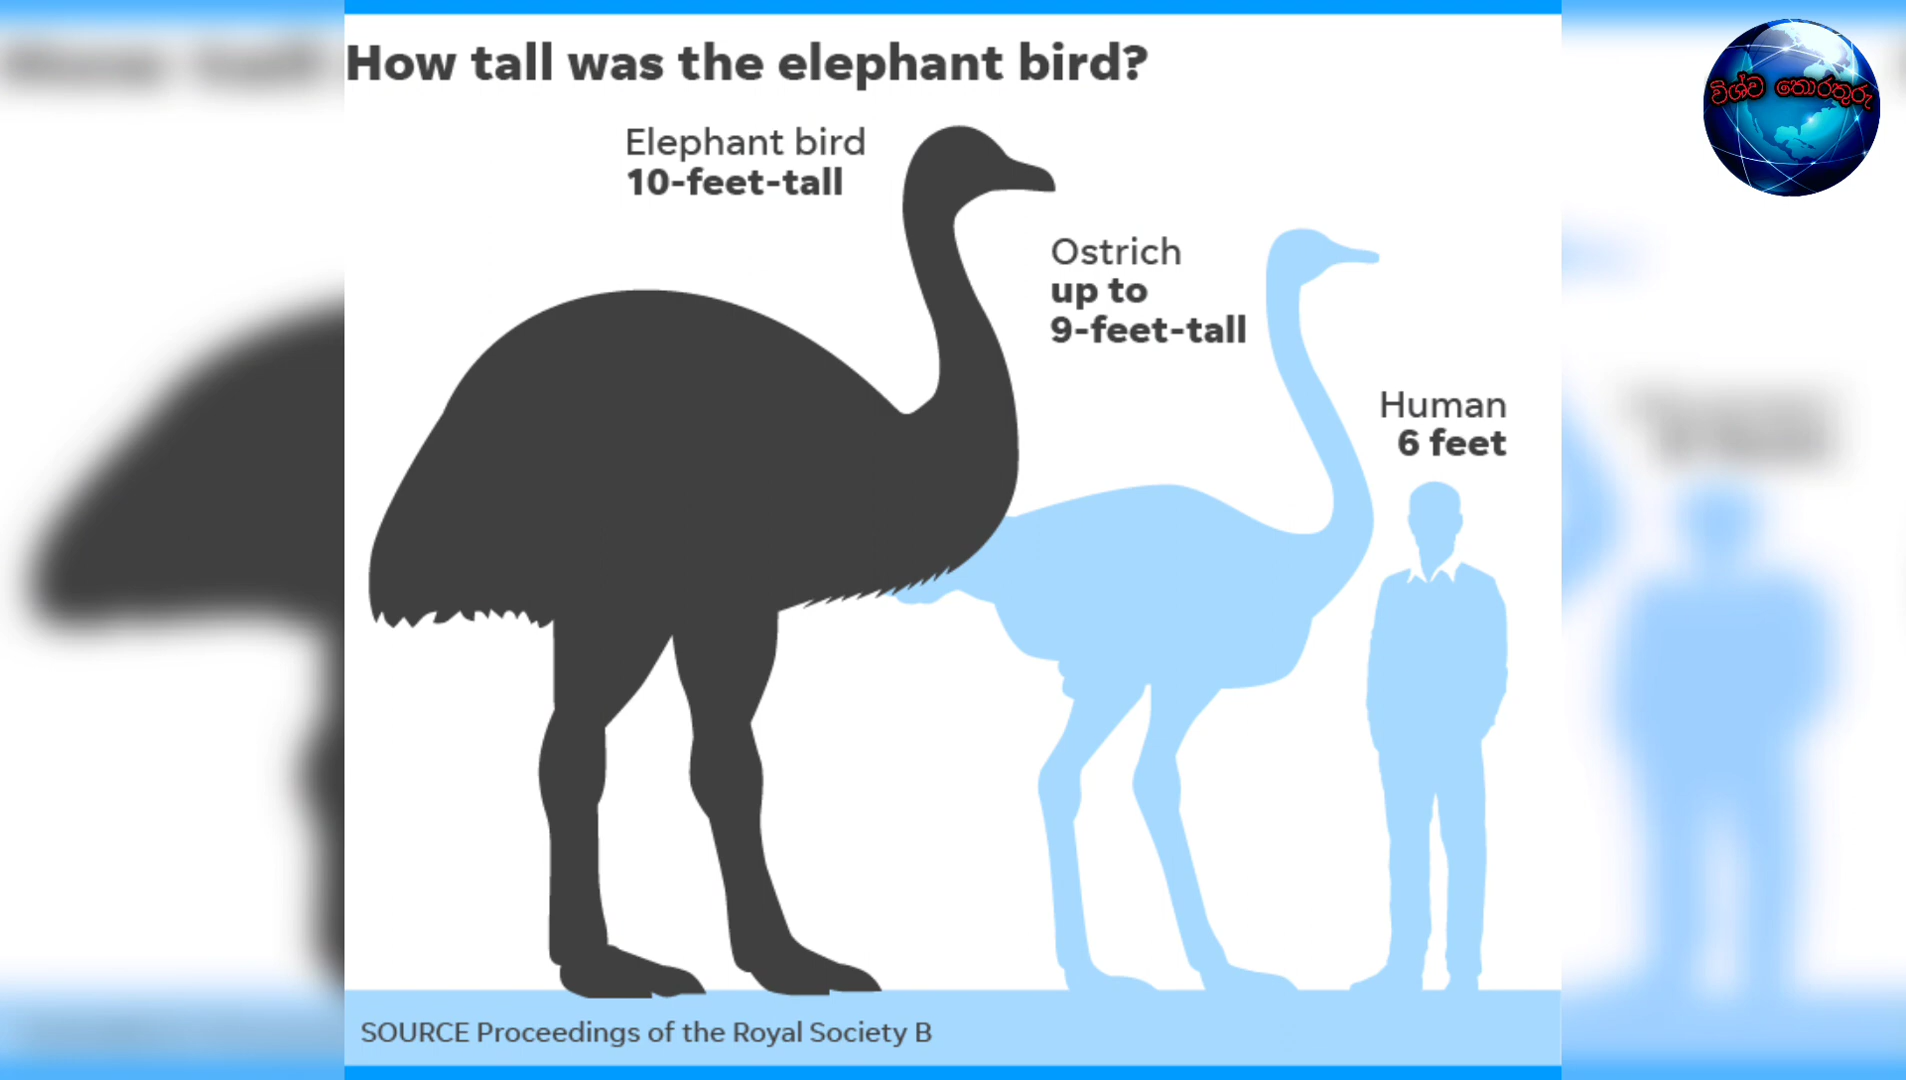 How tall was the elephant bird?
විශ්ව තොරතුරු
Elephant bird
10-feet-tall
Ostrich
up to
9-feet-tall
Human
6 feet
SOURCE Proceedings of the Royal Society B